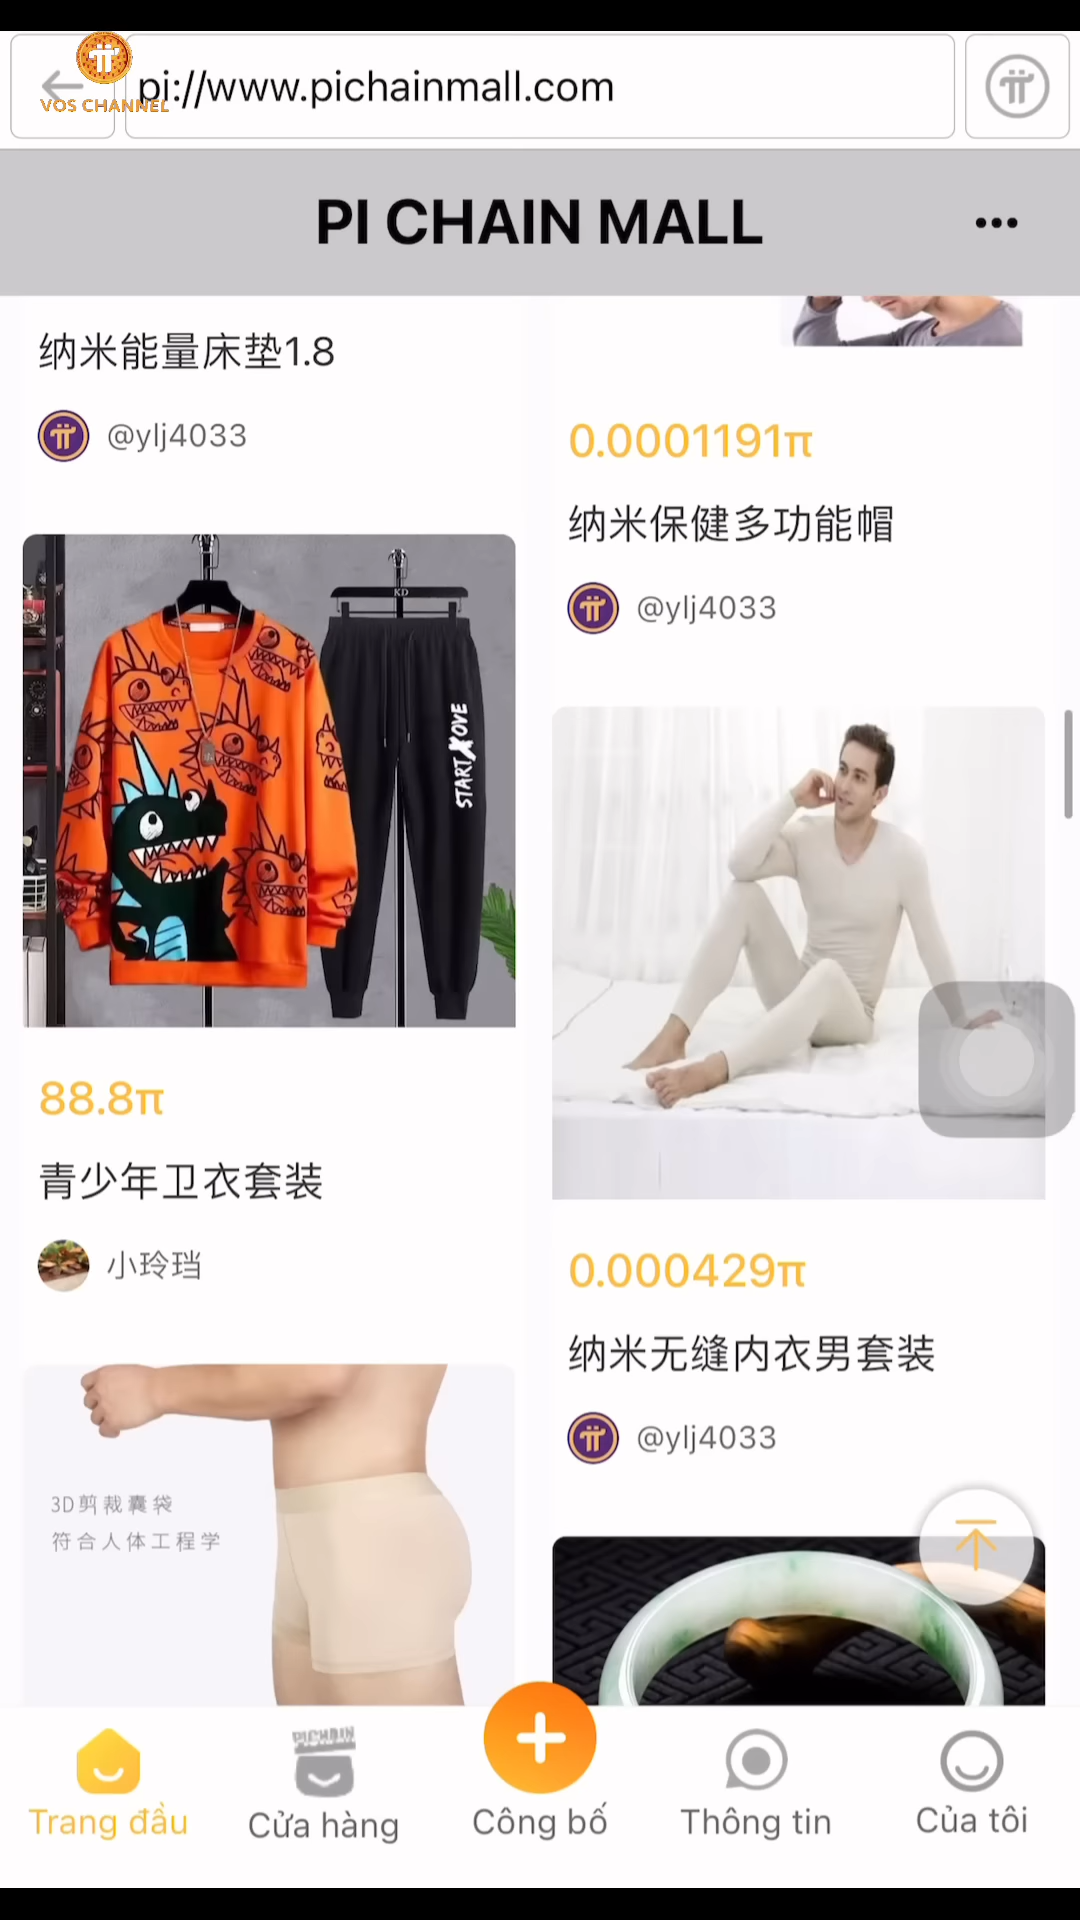 pi://www.pichainmall.com
VOS CHANNEL
PI CHAIN MALL
纳米能量床垫1.8
@ylj4033
0.0001191π
纳米保健多功能帽
@ylj4033
KD
START MOVE
88.8π
青少年卫衣套装
小玲珰
0.000429π
纳米无缝内衣男套装
@ylj4033
3D剪裁囊袋
符合人体工程学
PICHAIN
Trang đầu
Cửa hàng
Công bố
Thông tin
Của tôi